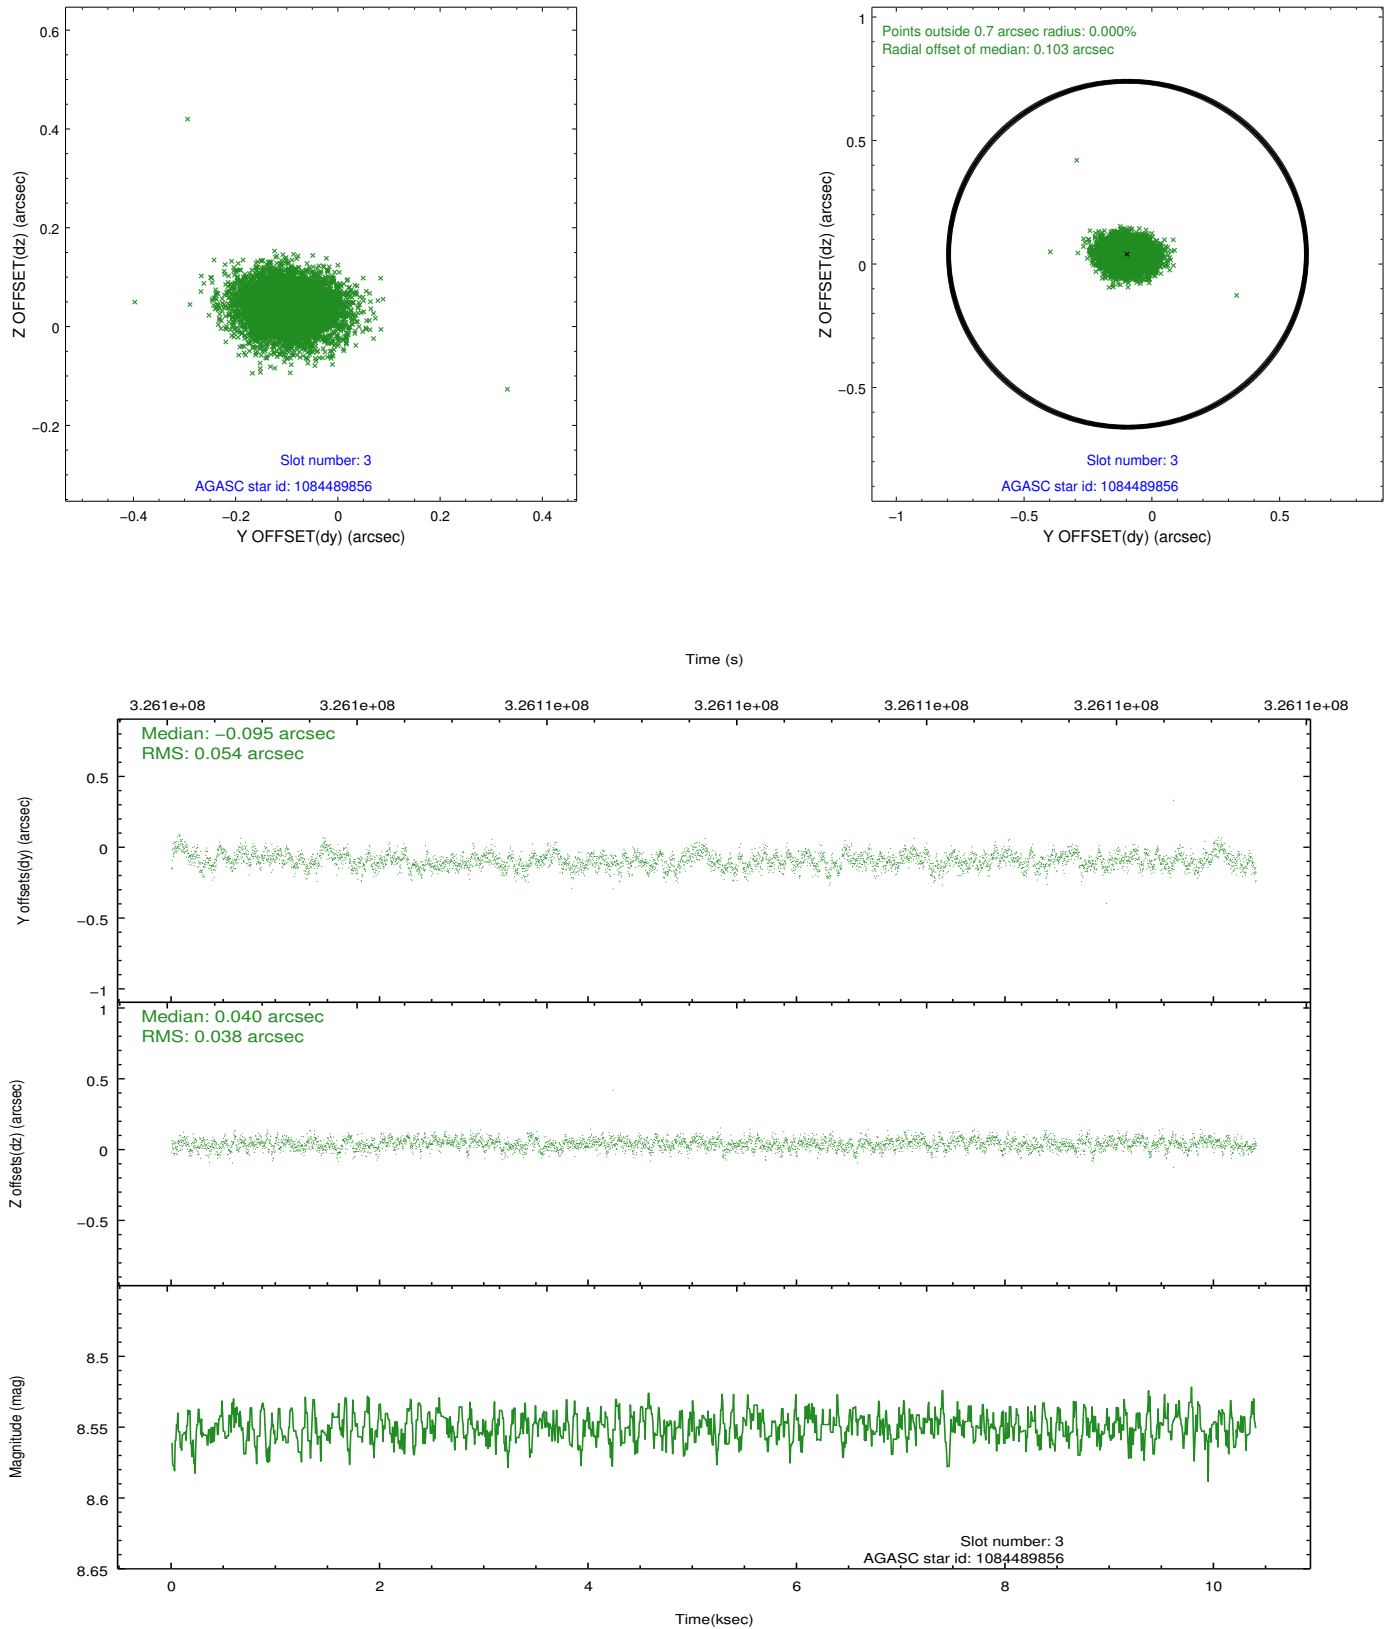 0.6
0.4
0.2
0
−0.2
Z OFFSET(dz) (arcsec)
Slot number: 3
AGASC star id: 1084489856
−0.4 −0.2 0 0.2 0.4
Y OFFSET(dy) (arcsec)
1
0.5
0
−0.5
Z OFFSET(dz) (arcsec)
Points outside 0.7 arcsec radius: 0.000%
Radial offset of median: 0.103 arcsec
Slot number: 3
AGASC star id: 1084489856
−1 −0.5 0 0.5
Y OFFSET(dy) (arcsec)
Time (s)
3.261e+08 3.261e+08 3.2611e+08 3.2611e+08 3.2611e+08 3.2611e+08 3.2611e+08
Median: −0.095 arcsec
RMS: 0.054 arcsec
0.5
0
−0.5
−1
Y offsets(dy) (arcsec)
Median: 0.040 arcsec
RMS: 0.038 arcsec
1
0.5
0
−0.5
Z offsets(dz) (arcsec)
8.5
8.55
8.6
8.65
Magnitude (mag)
Slot number: 3
AGASC star id: 1084489856
0 2 4 6 8 10
Time(ksec)